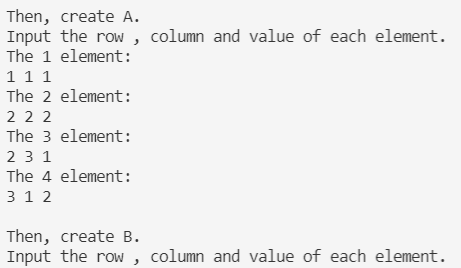 Then, create A.
Input the row , column and value of each element.
The 1 element:
1 1 1
The 2 element:
2 2 2
The 3 element:
2 3 1
The 4 element:
3 1 2
Then, create B.
Input the row , column and value of each element.